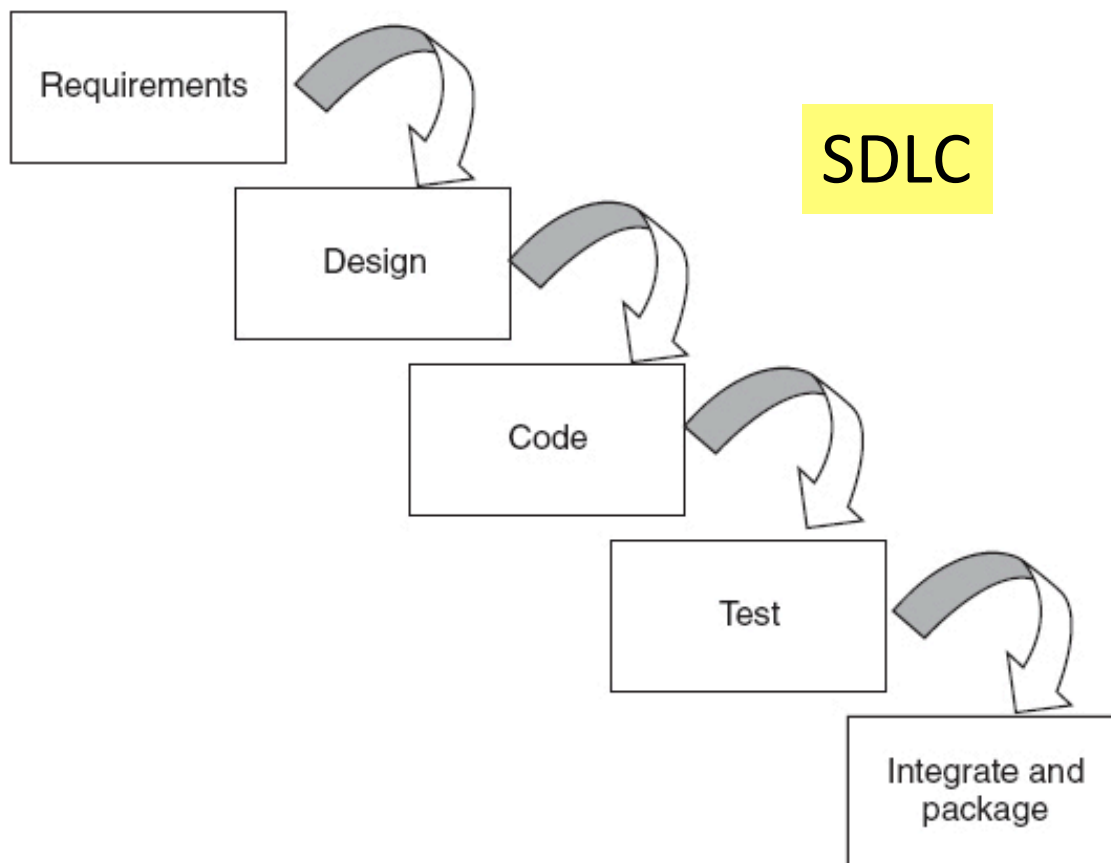 Requirements
SDLC
Design
Code
Test
Integrate and
package